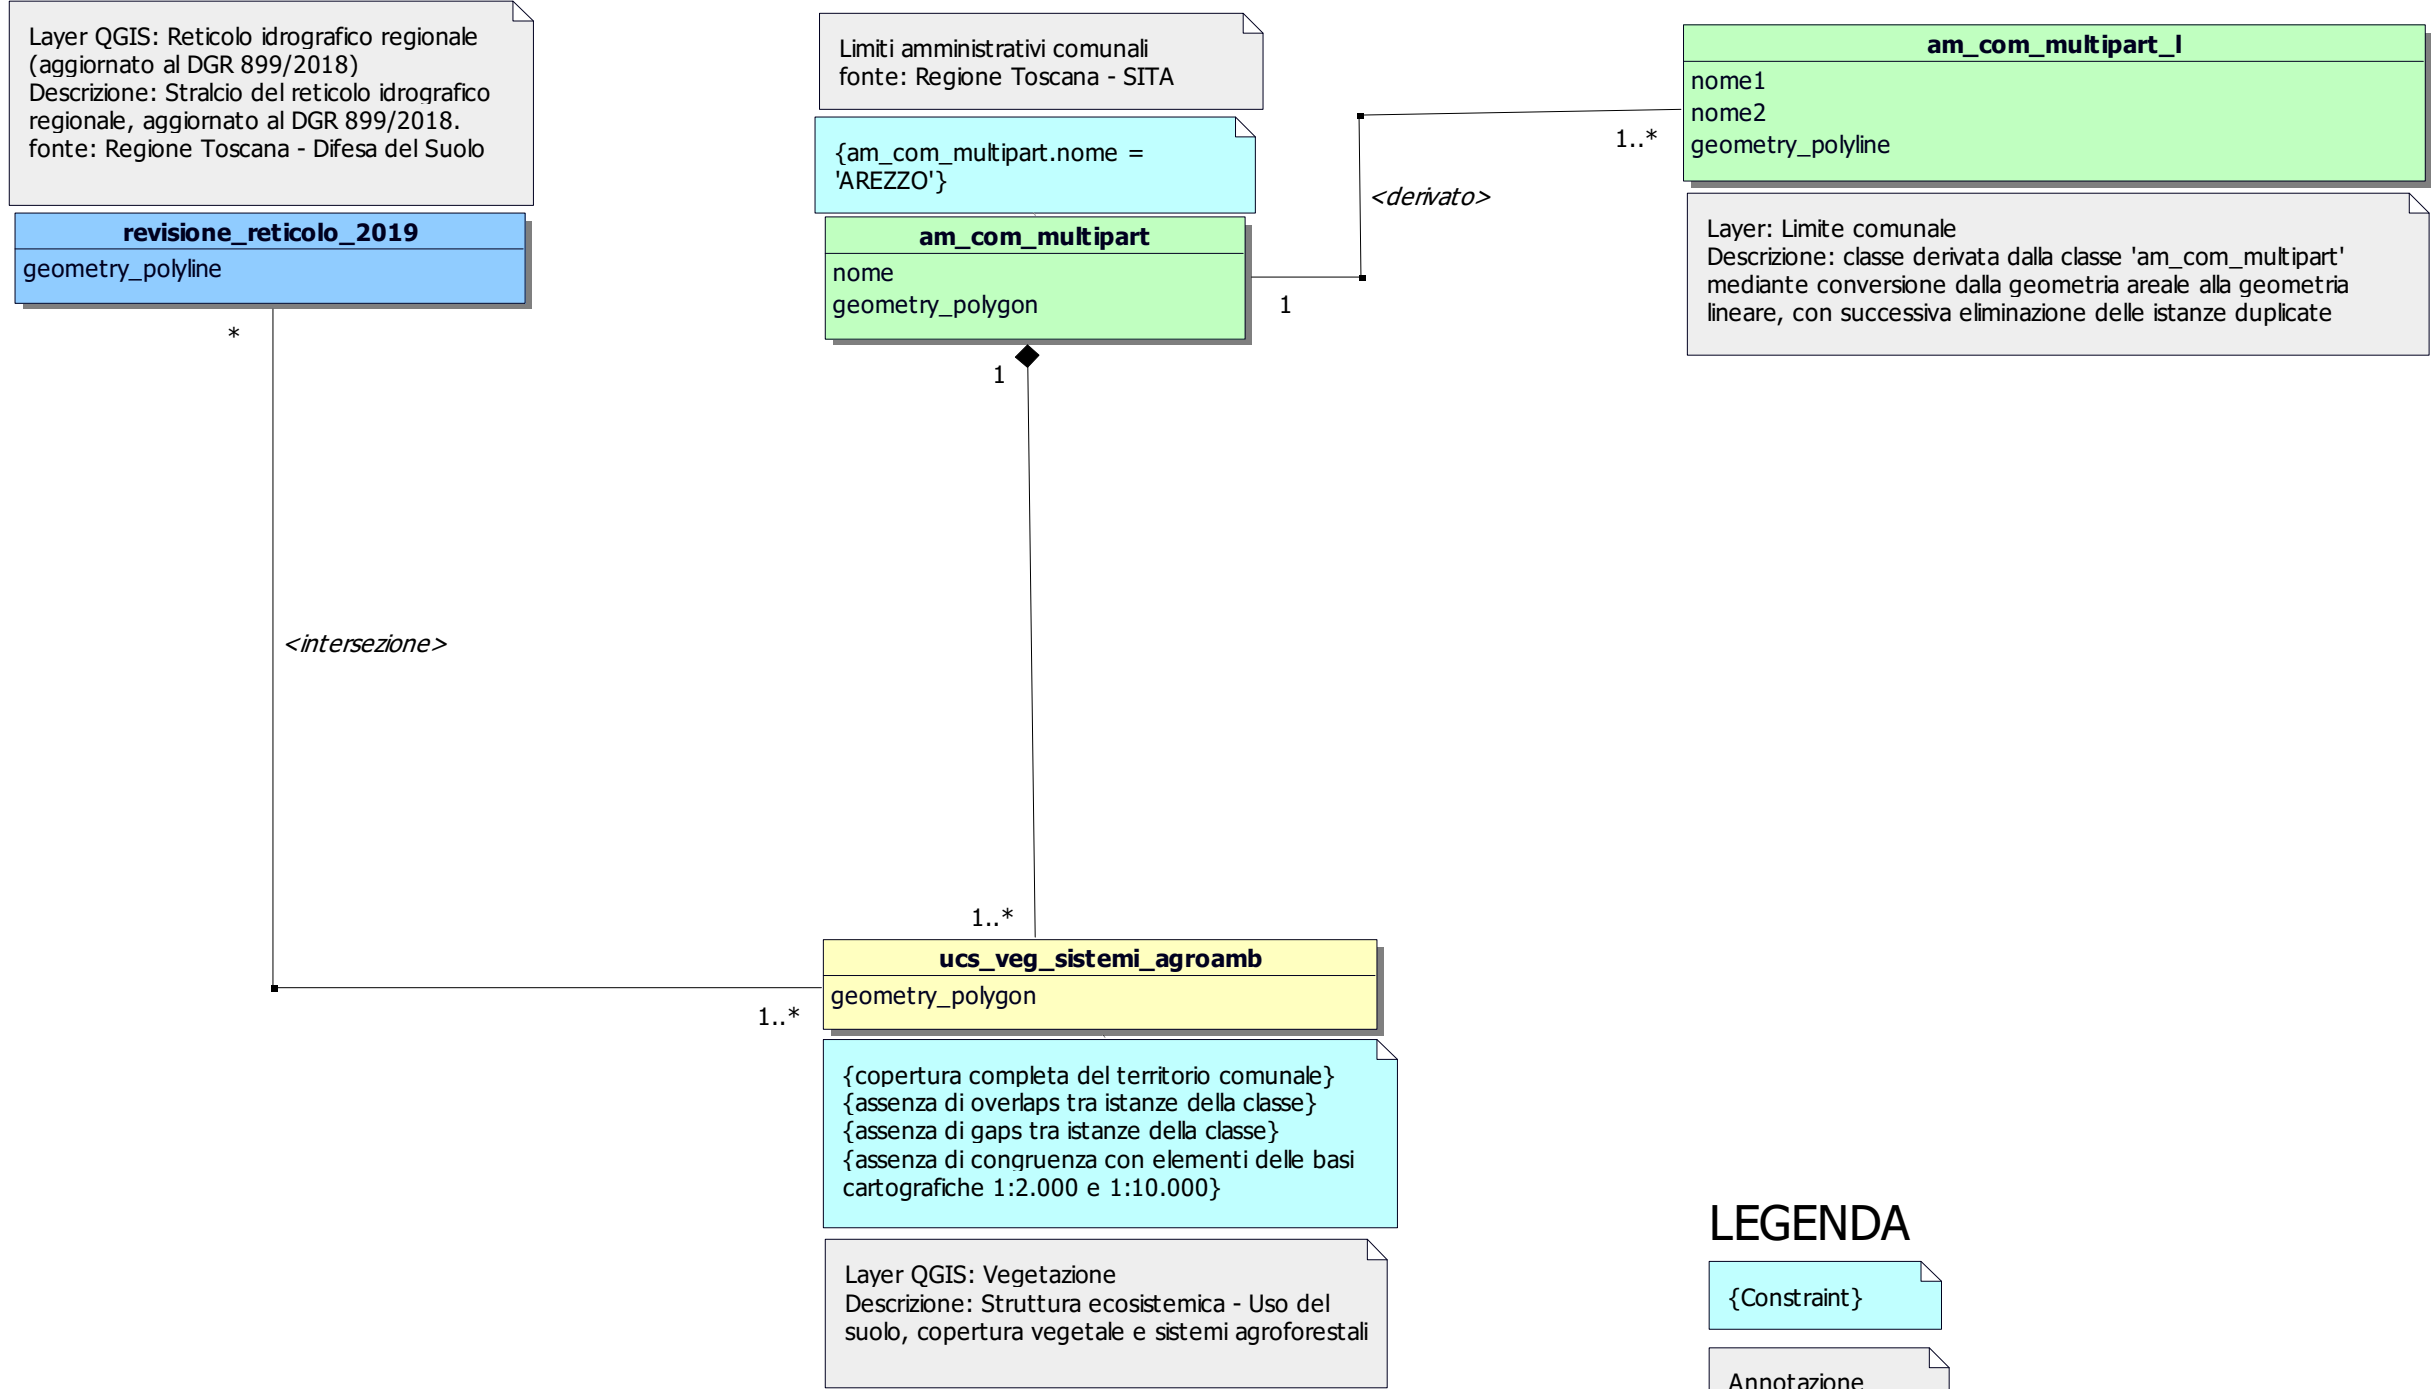 Layer QGIS: Reticolo idrografico regionale
(aggiornato al DGR 899/2018)
Descrizione: Stralcio del reticolo idrografico
regionale, aggiornato al DGR 899/2018.
fonte: Regione Toscana - Difesa del Suolo
revisione_reticolo_2019
geometry_polyline
*
<intersezione>
1..*
Limiti amministrativi comunali
fonte: Regione Toscana - SITA
{am_com_multipart.nome =
'AREZZO'}
am_com_multipart
nome
geometry_polygon
1
1
<derivato>
1..*
am_com_multipart_l
nome1
nome2
geometry_polyline
Layer: Limite comunale
Descrizione: classe derivata dalla classe 'am_com_multipart'
mediante conversione dalla geometria areale alla geometria
lineare, con successiva eliminazione delle istanze duplicate
1..*
ucs_veg_sistemi_agroamb
geometry_polygon
{copertura completa del territorio comunale}
{assenza di overlaps tra istanze della classe}
{assenza di gaps tra istanze della classe}
{assenza di congruenza con elementi delle basi
cartografiche 1:2.000 e 1:10.000}
Layer QGIS: Vegetazione
Descrizione: Struttura ecosistemica - Uso del
suolo, copertura vegetale e sistemi agroforestali
LEGENDA
{Constraint}
Annotazione